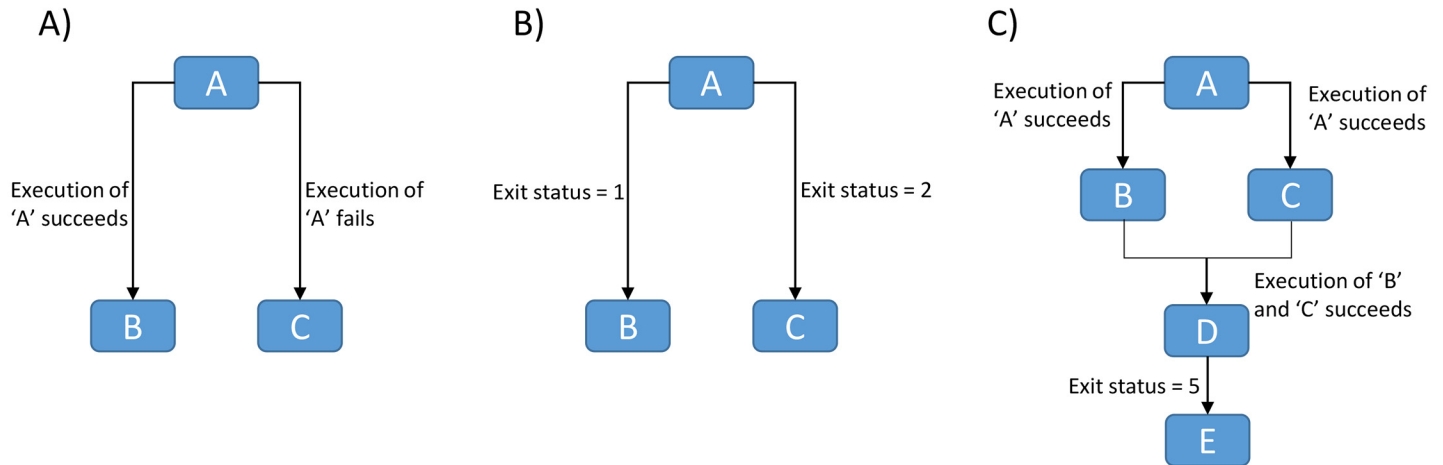 A)
A
Execution of
‘A’ succeeds
Execution of
‘A’ fails
B
C
B)
A
Exit status = 1
Exit status = 2
B
C
C)
A
Execution of
‘A’ succeeds
Execution of
‘A’ succeeds
B
C
Execution of ‘B’
and ‘C’ succeeds
D
Exit status = 5
E